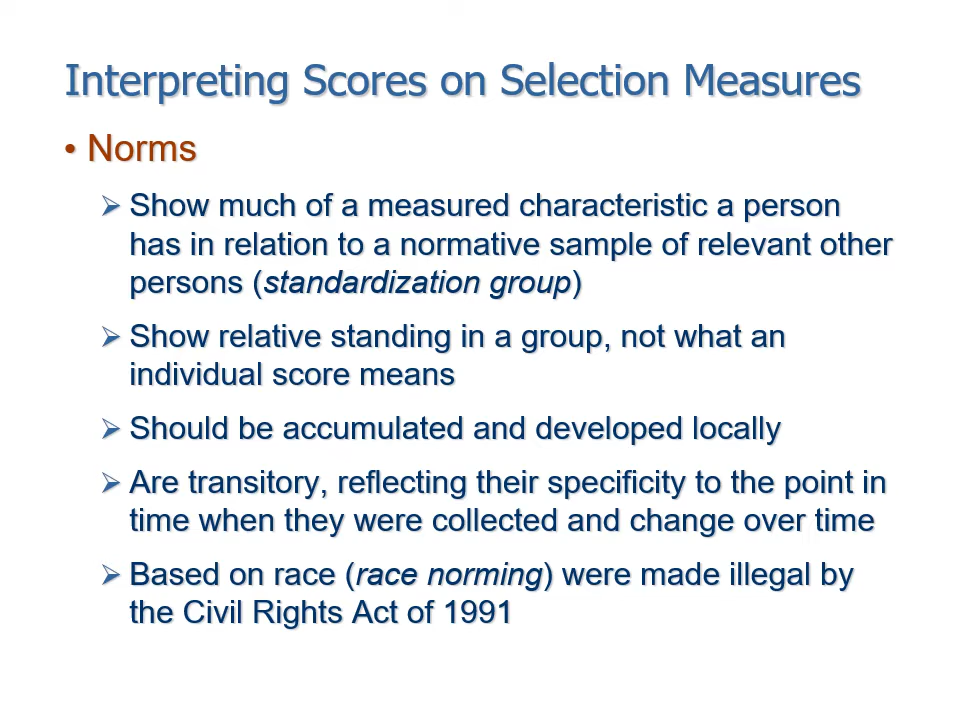 Interpreting Scores on Selection Measures
• Norms
➢ Show much of a measured characteristic a person
has in relation to a normative sample of relevant other
persons (standardization group)
➢ Show relative standing in a group, not what an
individual score means
➢ Should be accumulated and developed locally
➢ Are transitory, reflecting their specificity to the point in
time when they were collected and change over time
➢ Based on race (race norming) were made illegal by
the Civil Rights Act of 1991